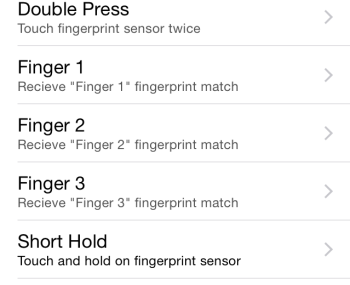 Double Press
Touch fingerprint sensor twice
Finger 1
Recieve "Finger 1" fingerprint match
Finger 2
Recieve "Finger 2" fingerprint match
Finger 3
Recieve "Finger 3" fingerprint match
Short Hold
Touch and hold on fingerprint sensor